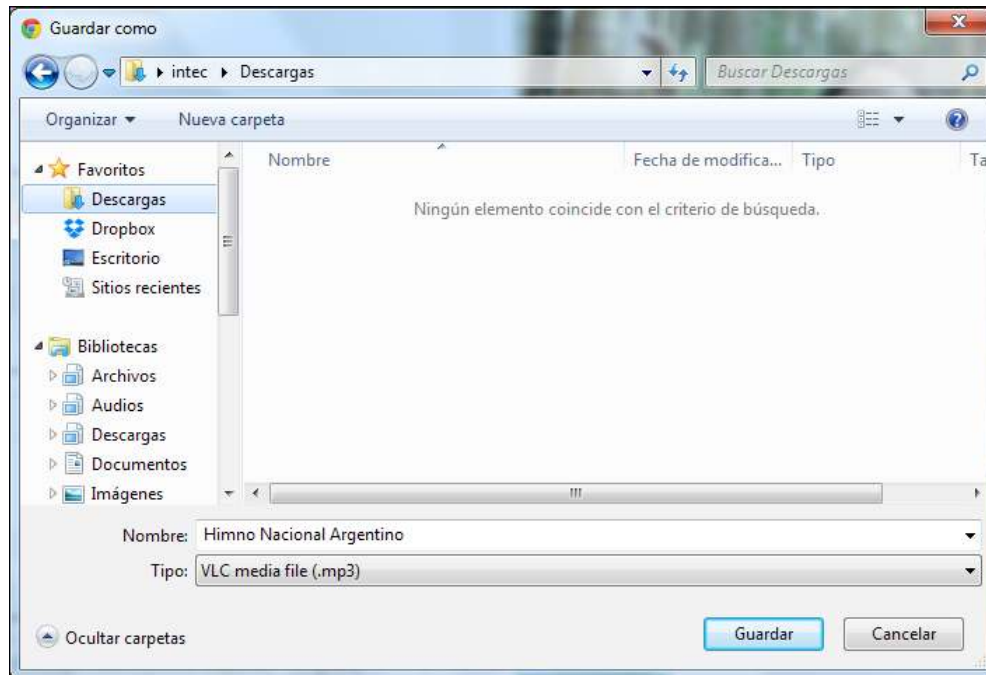 Guardar como
intec Descargas
Buscar Descargas
Organizar Nueva carpeta
Nombre Fecha de modifica... Tipo Ta
Ningún elemento coincide con el criterio de búsqueda.
Favoritos
Descargas
Dropbox
Escritorio
Sitios recientes
Bibliotecas
Archivos
Audios
Descargas
Documentos
Imágenes
Nombre: Himno Nacional Argentino
Tipo: VLC media file (.mp3)
Ocultar carpetas
Guardar Cancelar